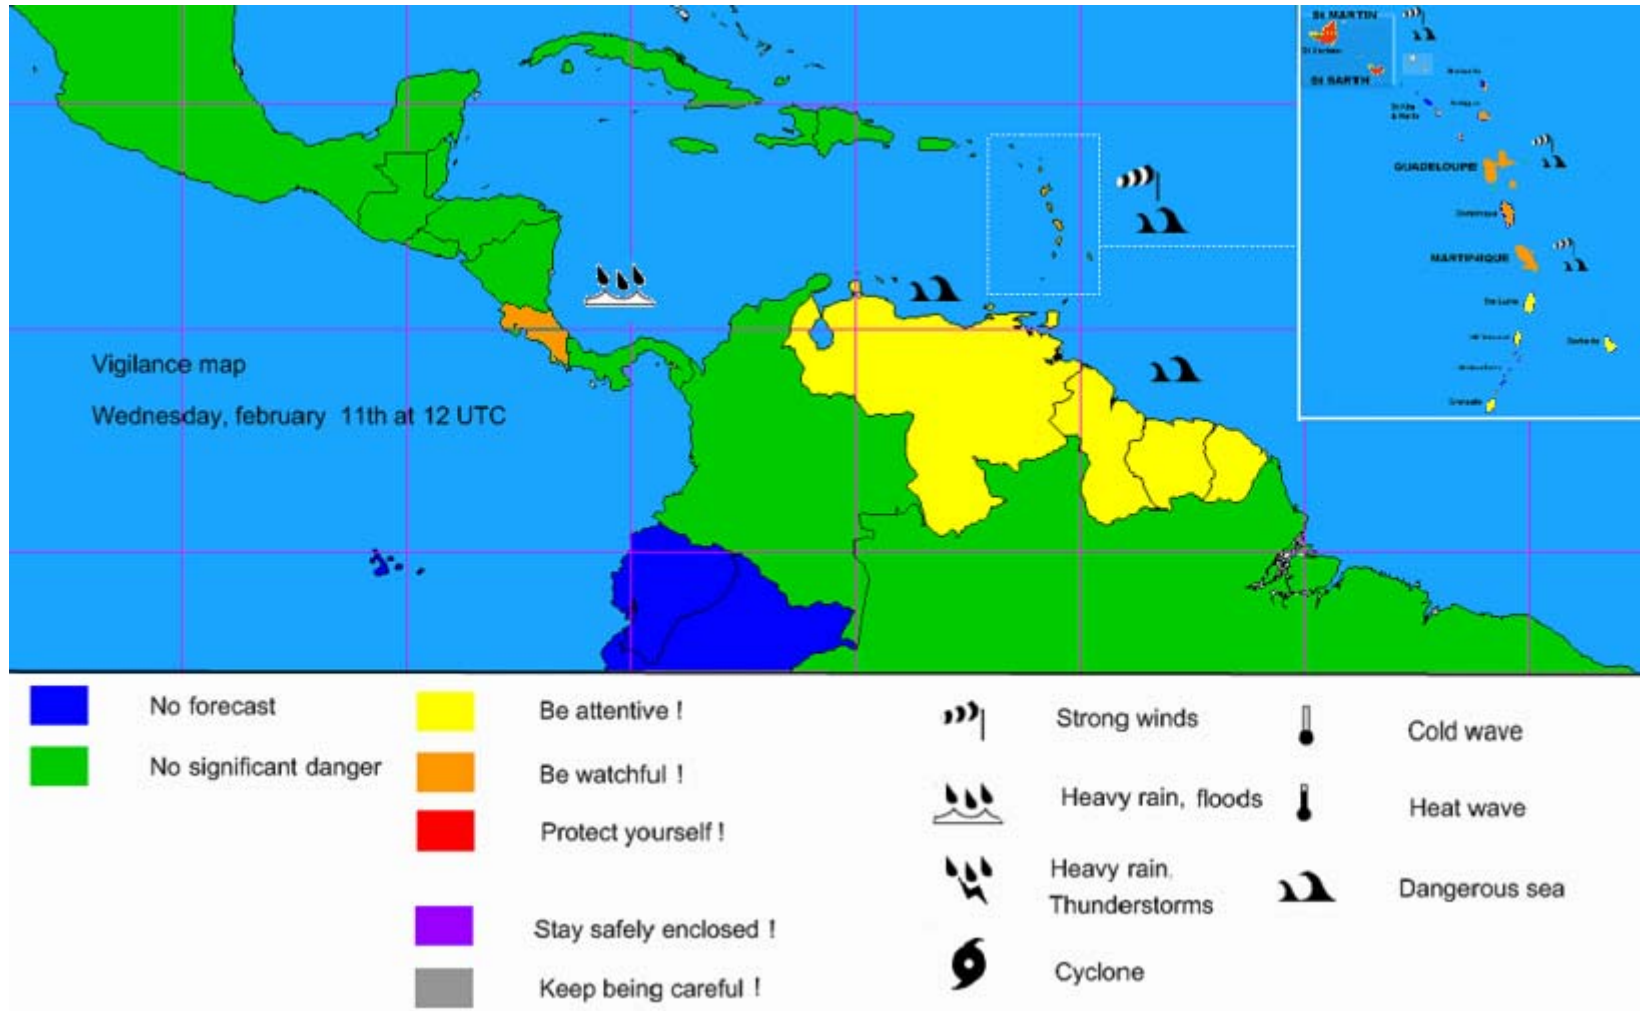 St MARTIN
St BARTH
GUADELOUPE
MARTINIQUE
Vigilance map
Wednesday, february 11th at 12 UTC
No forecast
No significant danger
Be attentive !
Be watchful !
Protect yourself !
Stay safely enclosed !
Keep being careful !
Strong winds
Heavy rain, floods
Heavy rain,
Thunderstorms
Cyclone
Cold wave
Heat wave
Dangerous sea